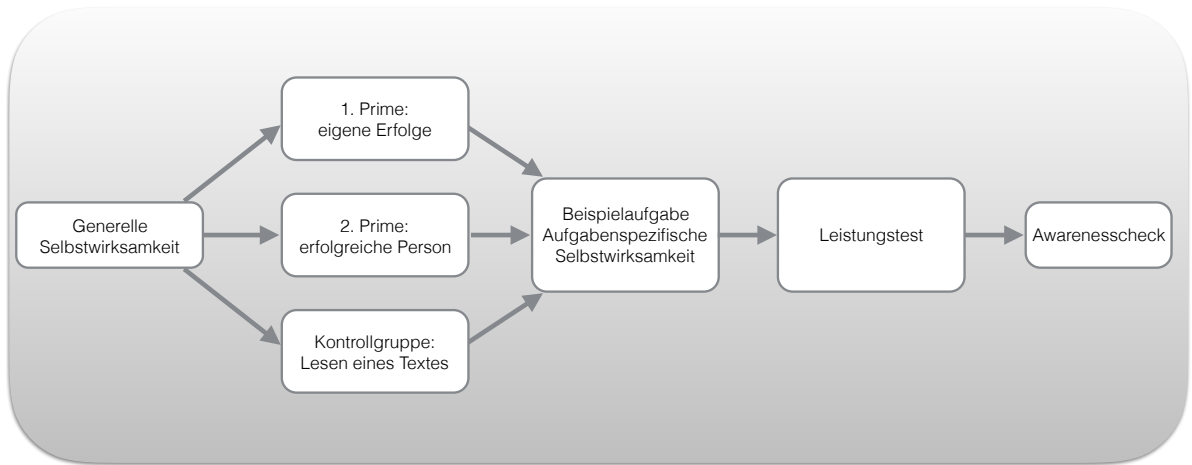 Generelle
Selbstwirksamkeit
1. Prime:
eigene Erfolge
2. Prime:
erfolgreiche Person
Kontrollgruppe:
Lesen eines Textes
Beispielaufgabe
Aufgabenspezifische
Selbstwirksamkeit
Leistungstest
Awarenesscheck